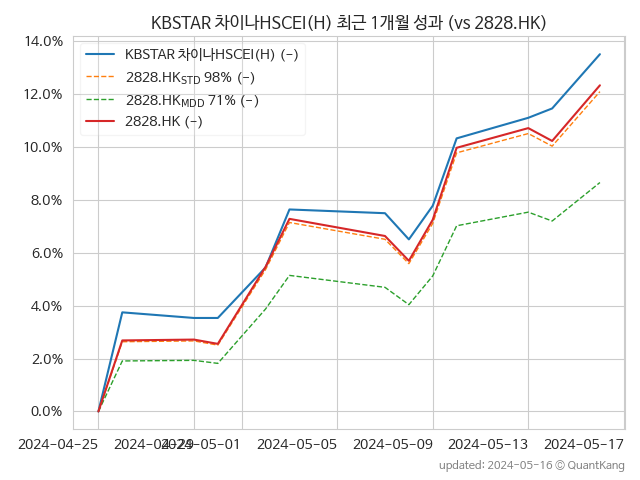 KBSTAR 차이나HSCEI(H) 최근 1개월 성과 (vs 2828.HK)
14.0%
12.0%
10.0%
8.0%
6.0%
4.0%
2.0%
0.0%
KBSTAR 차이나HSCEI(H) (-)
2828.HK_STD 98% (-)
2828.HK_MDD 71% (-)
2828.HK (-)
2024-04-25 2024-04-29 2024-05-01 2024-05-05 2024-05-09 2024-05-13 2024-05-17
updated: 2024-05-16 © QuantKang